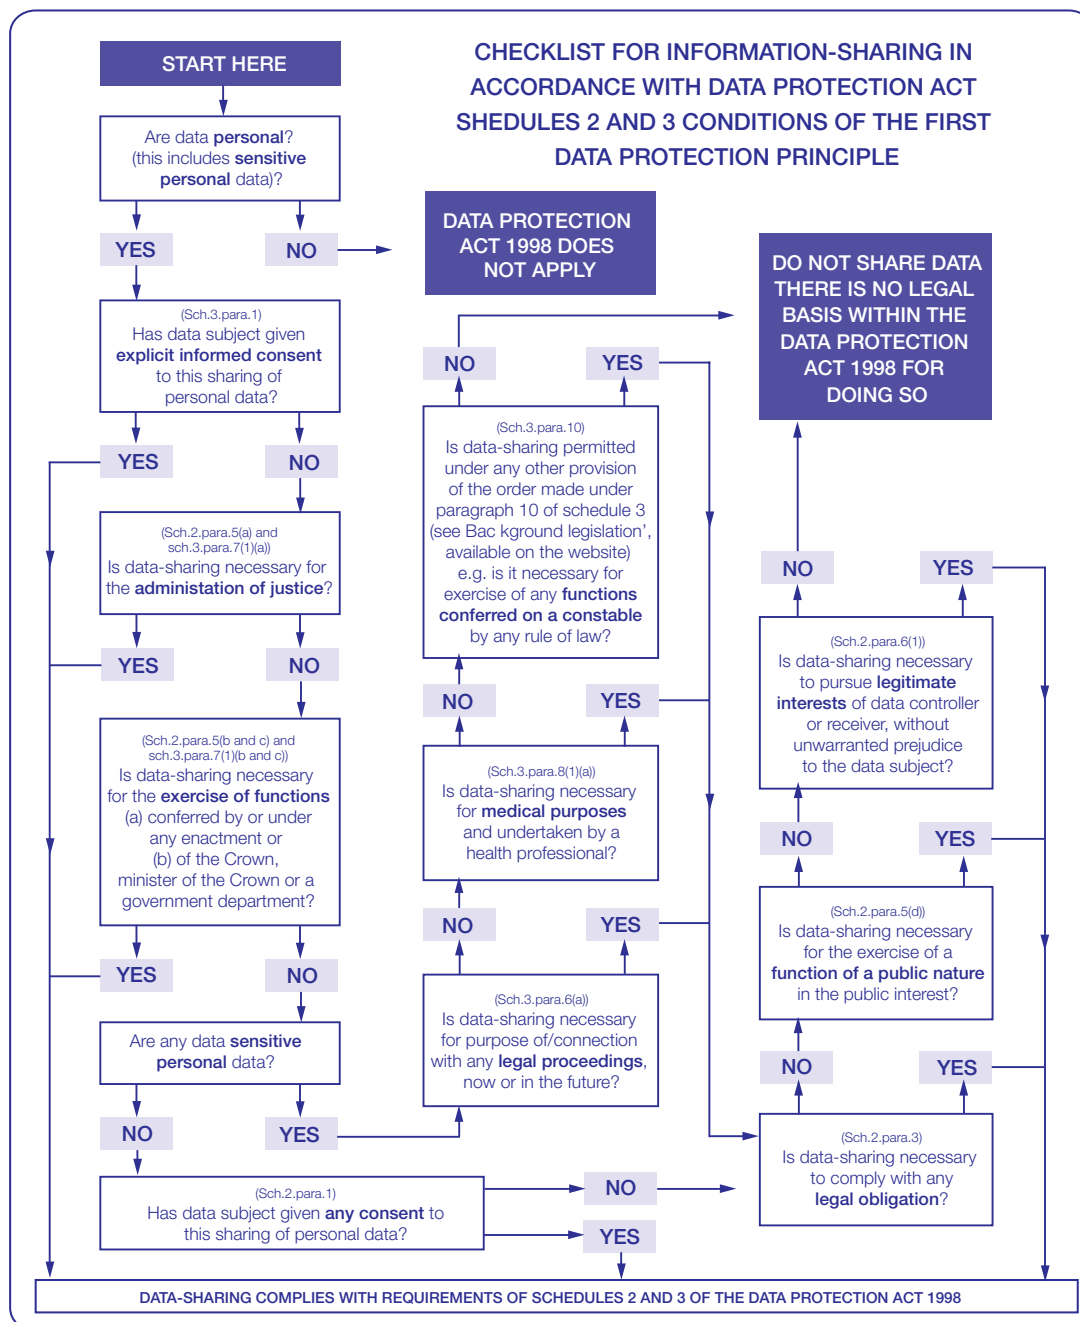 START HERE
CHECKLIST FOR INFORMATION-SHARING IN
ACCORDANCE WITH DATA PROTECTION ACT
SHEDULES 2 AND 3 CONDITIONS OF THE FIRST
DATA PROTECTION PRINCIPLE
Are data personal?
(this includes sensitive
personal data)?
YES
NO
DATA PROTECTION
ACT 1998 DOES
NOT APPLY
(Sch.3.para.1)
Has data subject given
explicit informed consent
to this sharing of
personal data?
YES
NO
(Sch.2.para.5(a) and
sch.3.para.7(1)(a))
Is data-sharing necessary for
the administation of justice?
YES
NO
(Sch.2.para.5(b and c) and
sch.3.para.7(1)(b and c))
Is data-sharing necessary
for the exercise of functions
(a) conferred by or under
any enactment or
(b) of the Crown,
minister of the Crown or a
government department?
YES
NO
Are any data sensitive
personal data?
NO
YES
(Sch.2.para.1)
Has data subject given any consent to
this sharing of personal data?
NO
YES
NO
YES
(Sch.3.para.10)
Is data-sharing permitted
under any other provision
of the order made under
paragraph 10 of schedule 3
(see Bac kground legislation’,
available on the website)
e.g. is it necessary for
exercise of any functions
conferred on a constable
by any rule of law?
NO
YES
(Sch.3.para.8(1)(a))
Is data-sharing necessary
for medical purposes
and undertaken by a
health professional?
NO
YES
(Sch.3.para.6(a))
Is data-sharing necessary
for purpose of/connection
with any legal proceedings,
now or in the future?
DO NOT SHARE DATA
THERE IS NO LEGAL
BASIS WITHIN THE
DATA PROTECTION
ACT 1998 FOR
DOING SO
NO
YES
(Sch.2.para.6(1))
Is data-sharing necessary
to pursue legitimate
interests of data controller
or receiver, without
unwarranted prejudice
to the data subject?
NO
YES
(Sch.2.para.5(d))
Is data-sharing necessary
for the exercise of a
function of a public nature
in the public interest?
NO
YES
(Sch.2.para.3)
Is data-sharing necessary
to comply with any
legal obligation?
DATA-SHARING COMPLIES WITH REQUIREMENTS OF SCHEDULES 2 AND 3 OF THE DATA PROTECTION ACT 1998